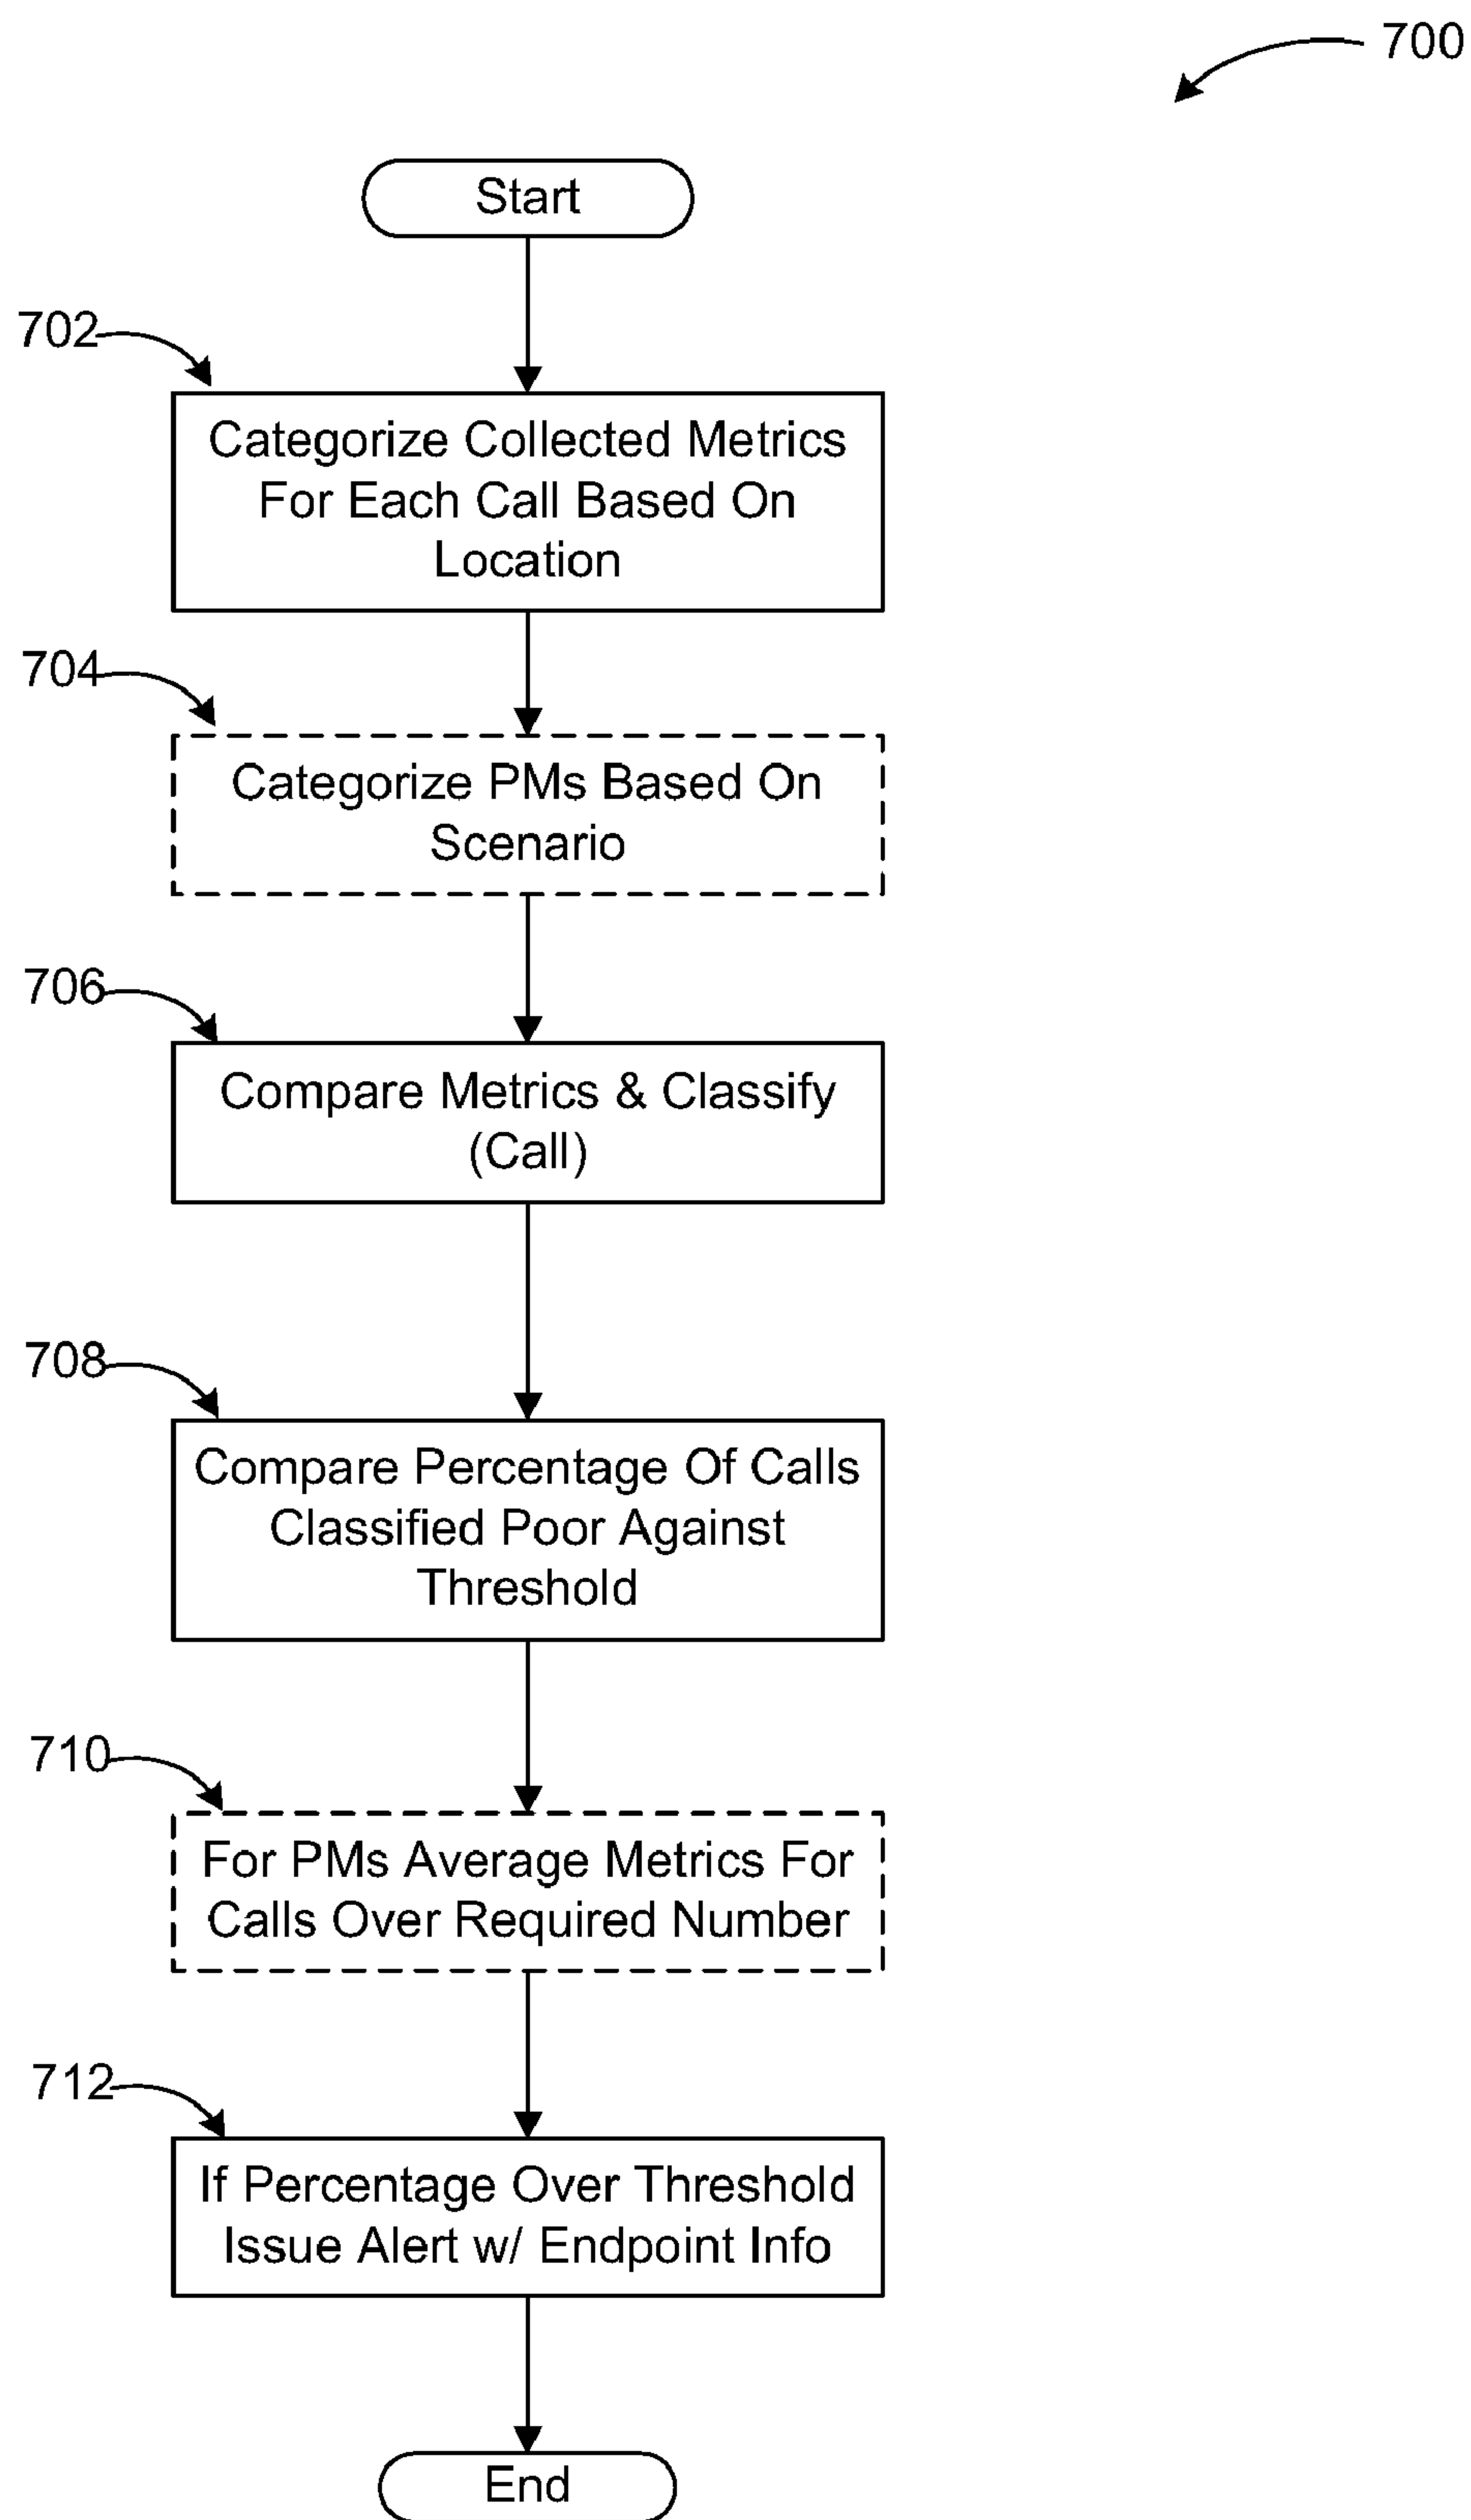 700
Start
702
Categorize Collected Metrics
For Each Call Based On
Location
704
Categorize PMs Based On
Scenario
706
Compare Metrics & Classify
(Call)
708
Compare Percentage Of Calls
Classified Poor Against
Threshold
710
For PMs Average Metrics For
Calls Over Required Number
712
If Percentage Over Threshold
Issue Alert w/ Endpoint Info
End